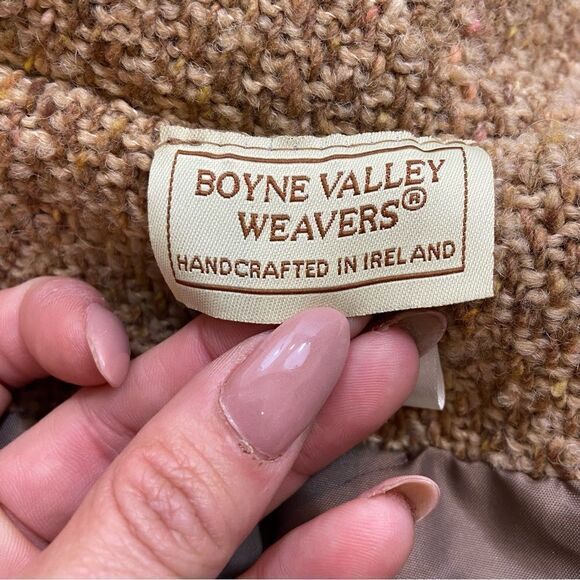 BOYNE VALLEY
WEAVERS®
HANDCRAFTED IN IRELAND